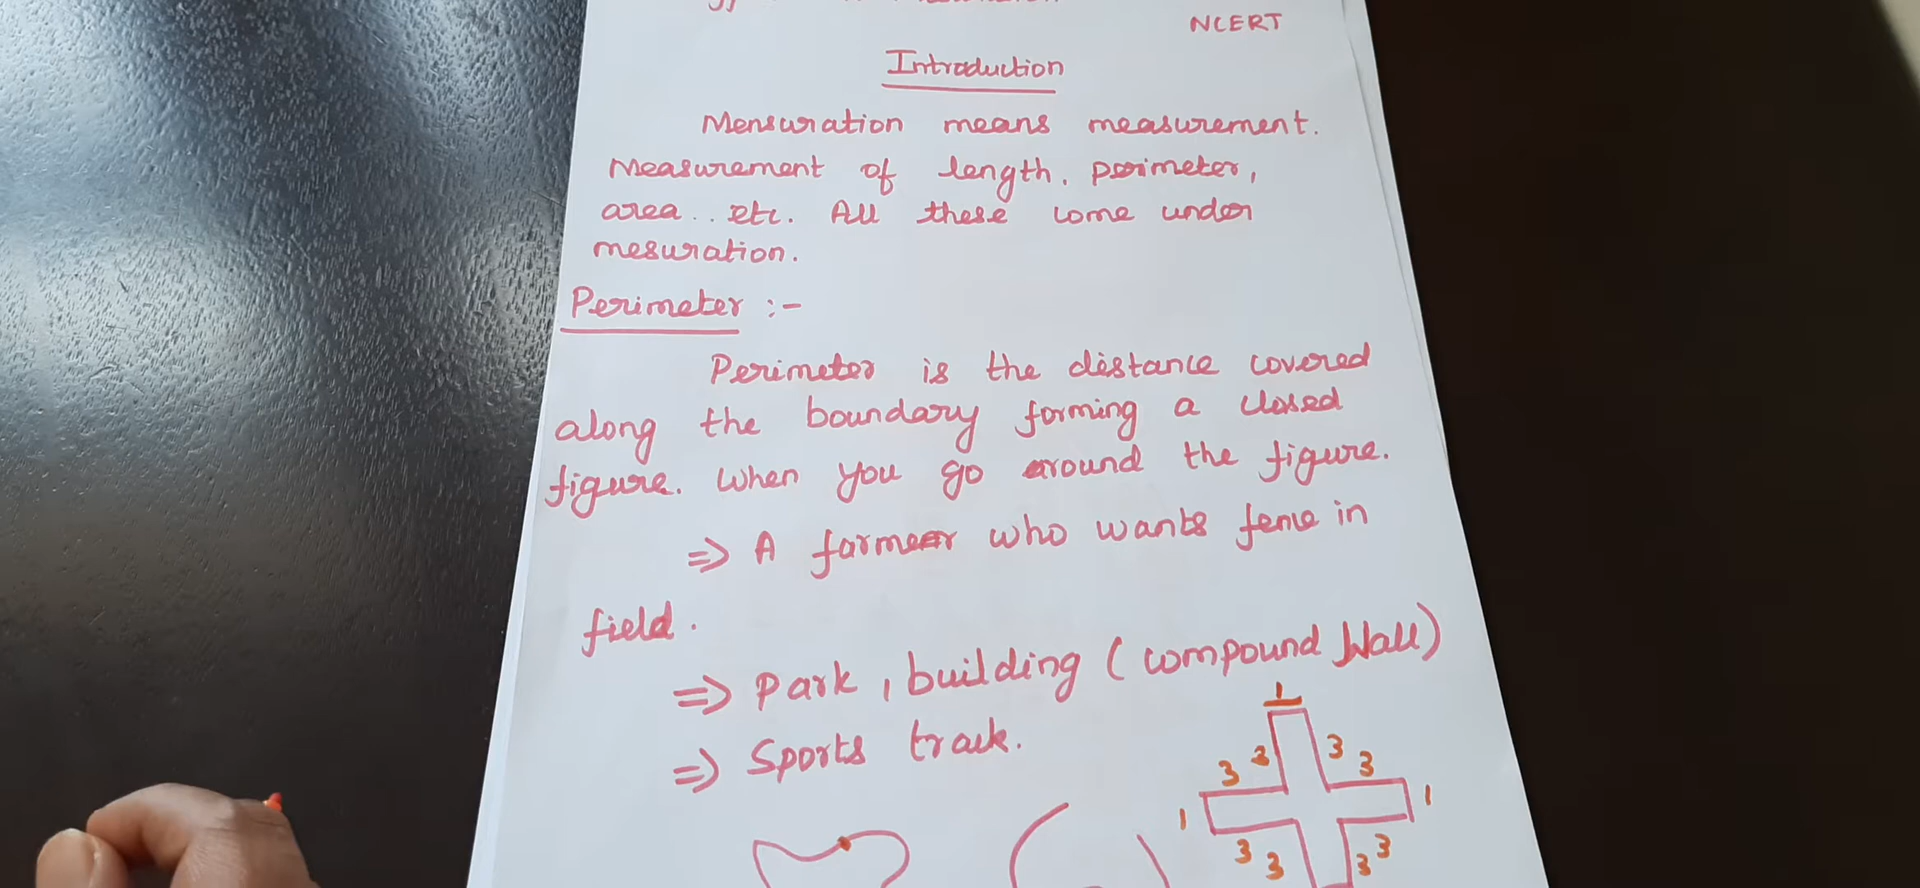 NCERT
Introduction
Mensuration means measurement.
Measurement of length. perimeter,
area.. etc. All these come under
mesuration.
Perimeter :-
Perimeter is the distance covered
along the boundary forming a closed
figure. When you go around the figure.
⇒ A farmer who wants fence in
field.
⇒ Park, building (compound Wall)
⇒ Sports track.
1
3 3 3 3
1 1
3 3 3 3